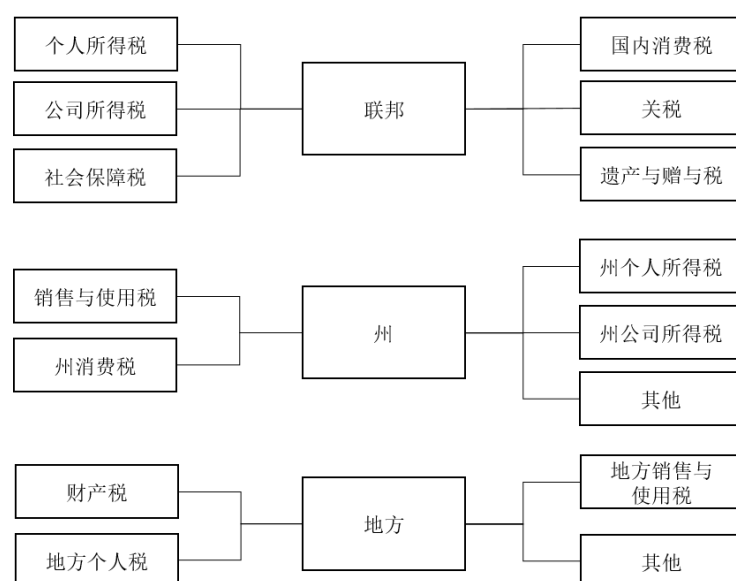 个人所得税
公司所得税
社会保障税
联邦
国内消费税
关税
遗产与赠与税
销售与使用税
州消费税
州
州个人所得税
州公司所得税
其他
财产税
地方个人税
地方
地方销售与
使用税
其他